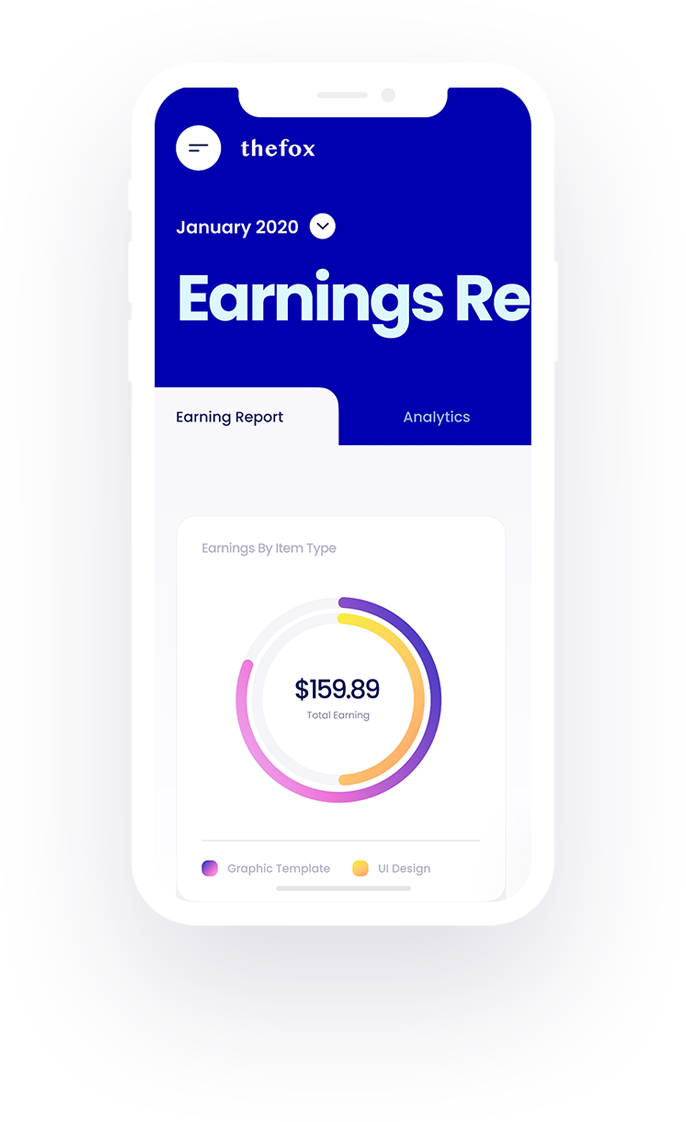 thefox
January 2020
Earnings Re
Earning Report
Analytics
Earnings By Item Type
$159.89
Total Earning
Graphic Template
UI Design